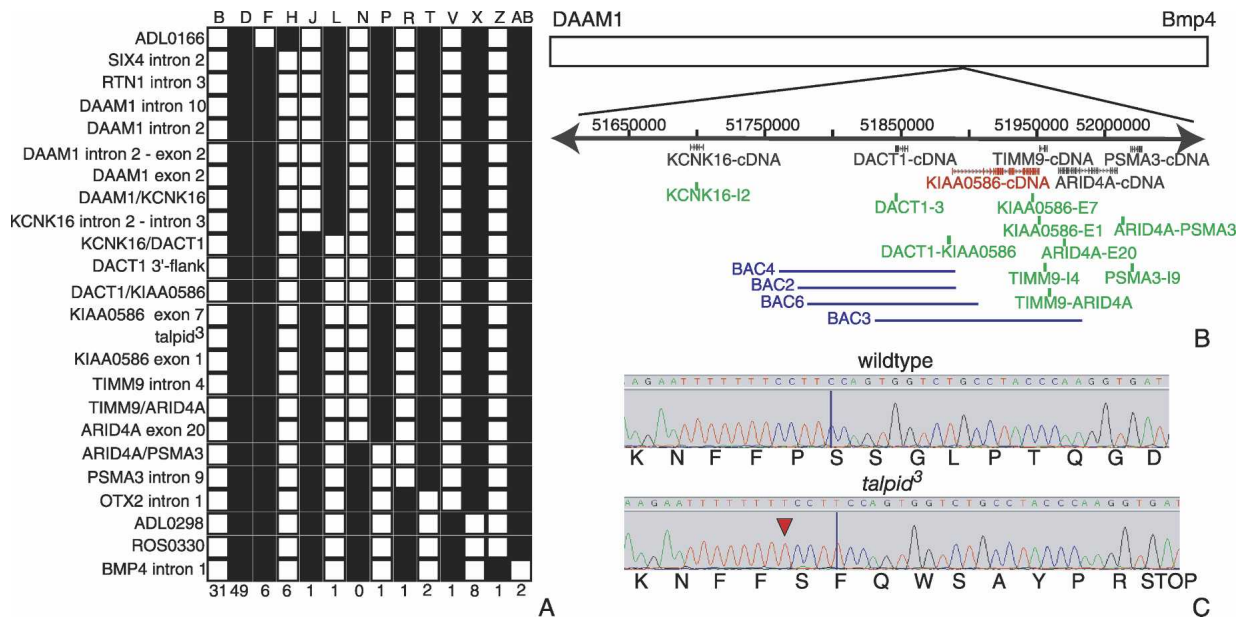 B D F H J L N P R T V X Z AB
ADL0166
SIX4 intron 2
RTN1 intron 3
DAAM1 intron 10
DAAM1 intron 2
DAAM1 intron 2 - exon 2
DAAM1 exon 2
DAAM1/KCNK16
KCNK16 intron 2 - intron 3
KCNK16/DACT1
DACT1 3'-flank
DACT1/KIAA0586
KIAA0586 exon 7
talpid3
KIAA0586 exon 1
TIMM9 intron 4
TIMM9/ARID4A
ARID4A exon 20
ARID4A/PSMA3
PSMA3 intron 9
OTX2 intron 1
ADL0298
ROS0330
BMP4 intron 1
31 49 6 6 1 1 0 1 1 2 1 8 1 2
A
DAAM1 Bmp4
51650000 51750000 51850000 51950000 52000000
KCNK16-cDNA DACT1-cDNA TIMM9-cDNA PSMA3-cDNA
KIAA0586-cDNA ARID4A-cDNA
KCNK16-I2 DACT1-3 KIAA0586-E7
KIAA0586-E1 ARID4A-PSMA3
DACT1-KIAA0586 ARID4A-E20
BAC4 TIMM9-I4 PSMA3-I9
BAC2
BAC6 TIMM9-ARID4A
BAC3
B
wildtype
A G A A T T T T T T T C C T T C C A G T G G T C T G C C T A C C C A A G G T G A T
K N F F P S S G L P T Q G D
talpid3
A A G A A T T T T T T T T C C T T C C A G T G G T C T G C C T A C C C A A G G T G A T
K N F F S F Q W S A Y P R STOP
C